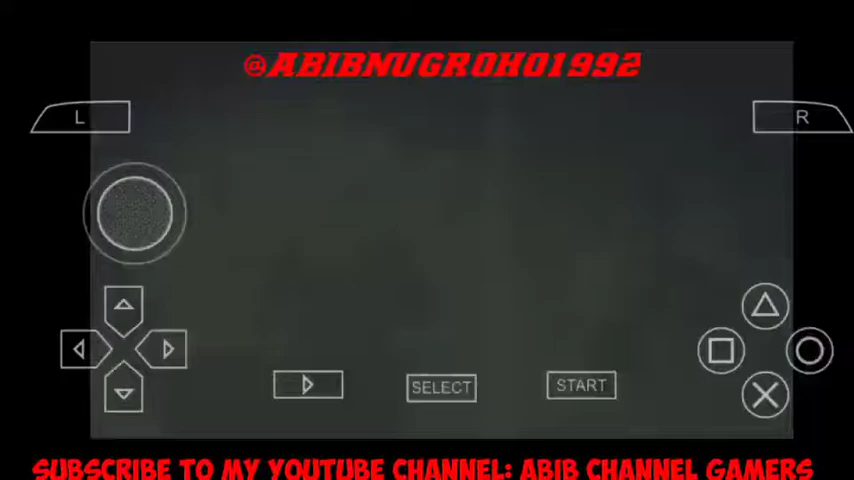 @ABIBNUGROHO1992
L
R
SELECT
START
SUBSCRIBE TO MY YOUTUBE CHANNEL: ABIB CHANNEL GAMERS